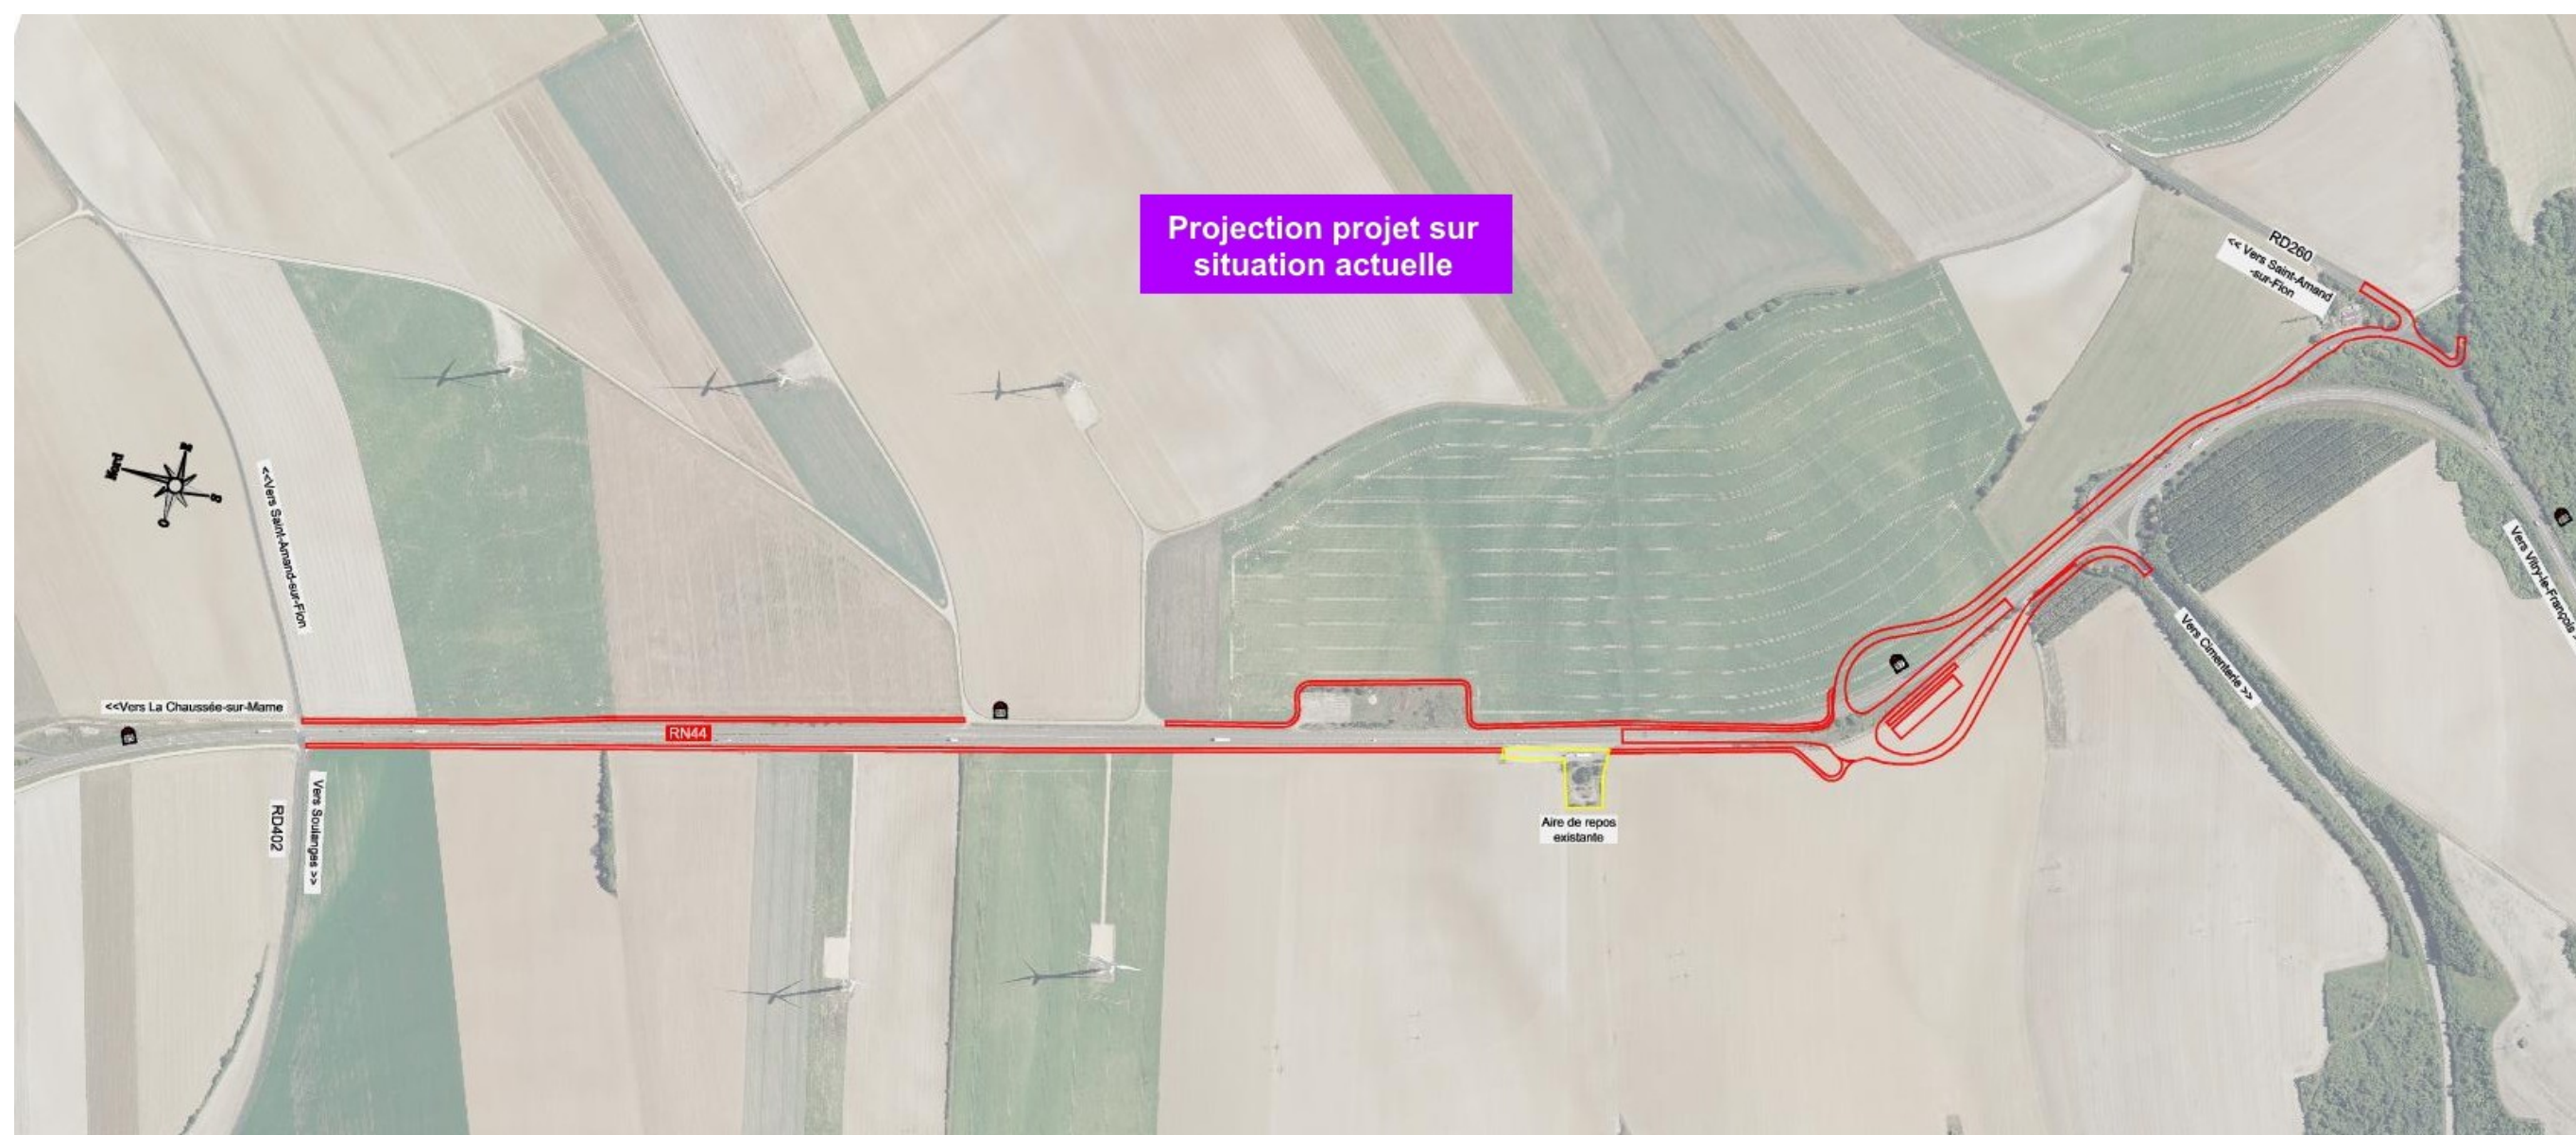 Projection projet sur
situation actuelle
RD260
<< Vers Saint-Amand
-sur-Fion
Nord
E
S
O
<<Vers Saint-Amand-sur-Fion
Vers Vitry-le-François
Vers Cimenterie >>
<<Vers La Chaussée-sur-Marne
RN44
RD402
Vers Soulanges >>
Aire de repos
existante